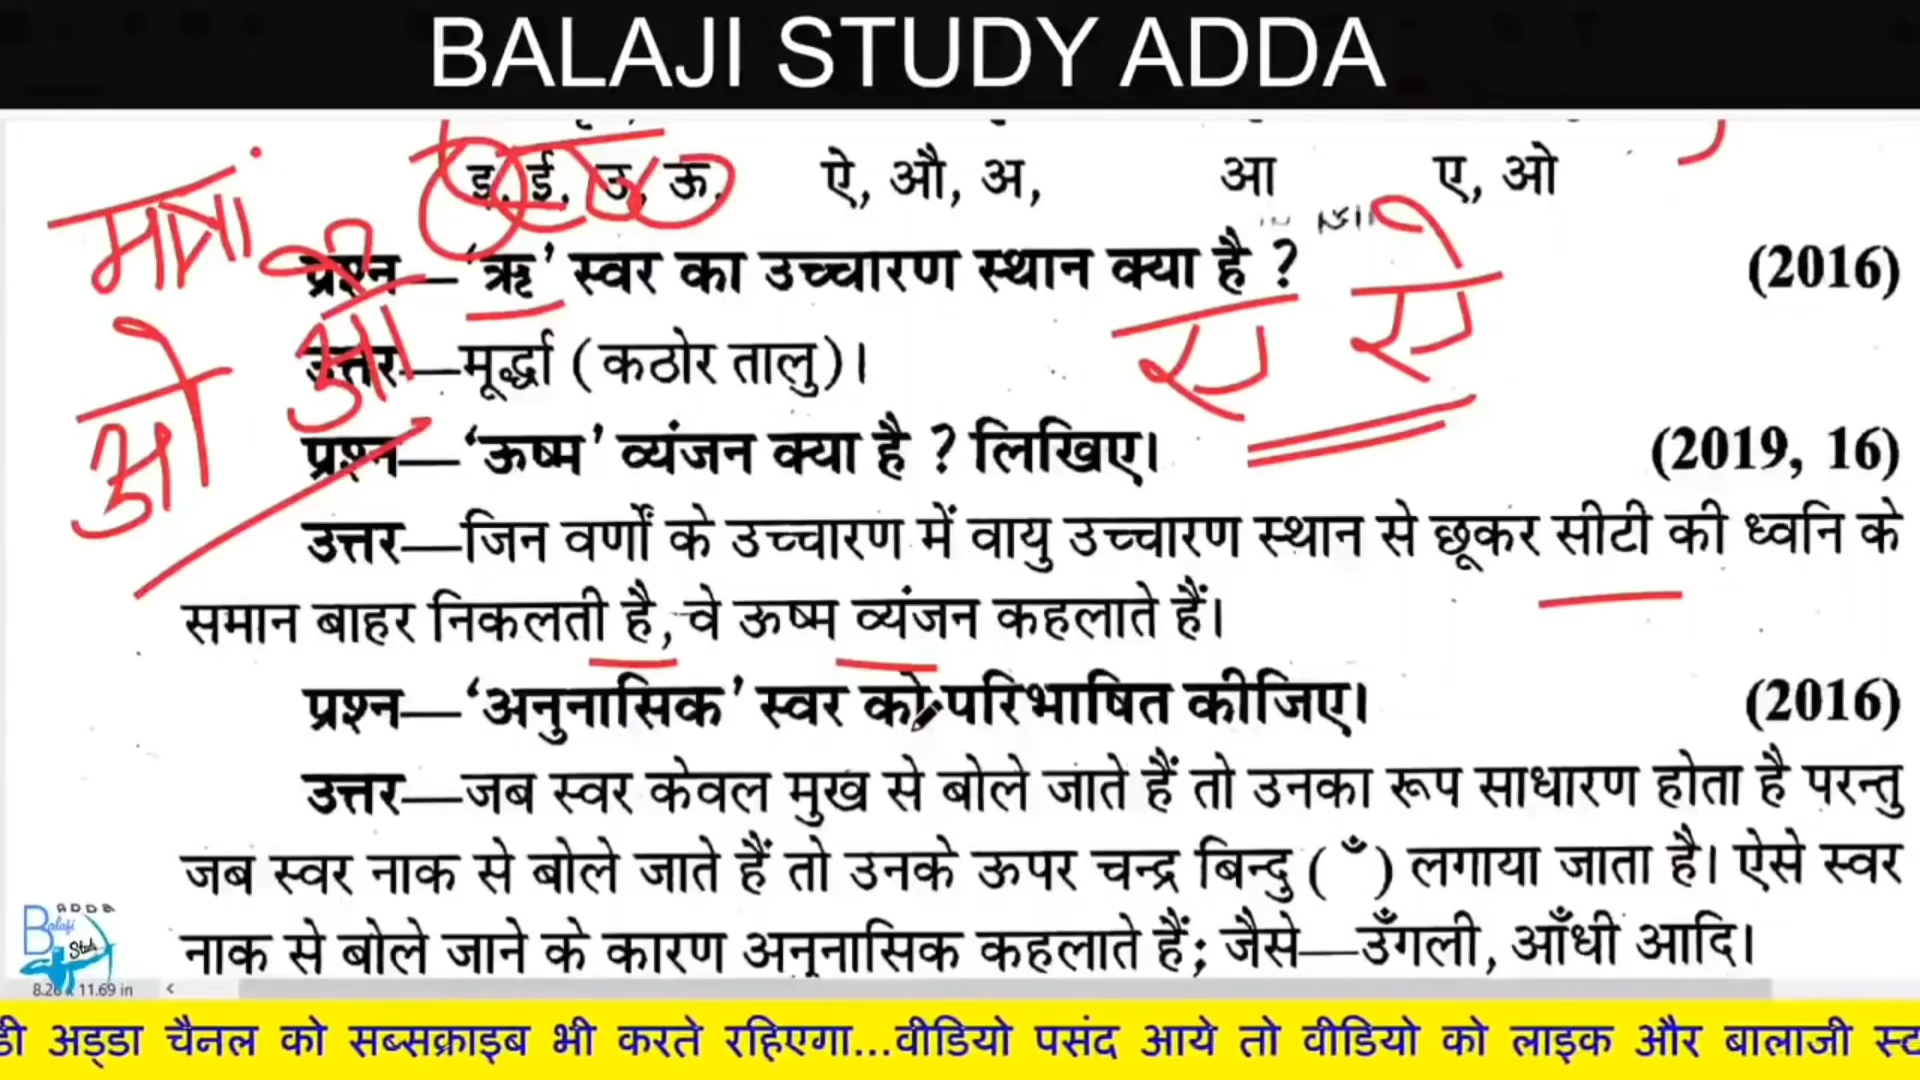 BALAJI STUDY ADDA
इ, ई, उ, ऊ, ऐ, औ, अ, आ ए, ओ
मात्रा
प्रश्न—‘ऋ’ स्वर का उच्चारण स्थान क्या है ? (2016)
ए ऐ
उत्तर—मूर्द्धा (कठोर तालु)।
ओ औ
प्रश्न—‘ऊष्म’ व्यंजन क्या है ? लिखिए। (2019, 16)
उत्तर—जिन वर्णों के उच्चारण में वायु उच्चारण स्थान से छूकर सीटी की ध्वनि के
समान बाहर निकलती है, वे ऊष्म व्यंजन कहलाते हैं।
प्रश्न—‘अनुनासिक’ स्वर को परिभाषित कीजिए। (2016)
उत्तर—जब स्वर केवल मुख से बोले जाते हैं तो उनका रूप साधारण होता है परन्तु
जब स्वर नाक से बोले जाते हैं तो उनके ऊपर चन्द्र बिन्दु ( ँ ) लगाया जाता है। ऐसे स्वर
नाक से बोले जाने के कारण अनुनासिक कहलाते हैं; जैसे—उँगली, आँधी आदि।
ADDA
Balaji
Study
11.69 in
डी अड्डा चैनल को सब्सक्राइब भी करते रहिएगा...वीडियो पसंद आये तो वीडियो को लाइक और बालाजी स्ट